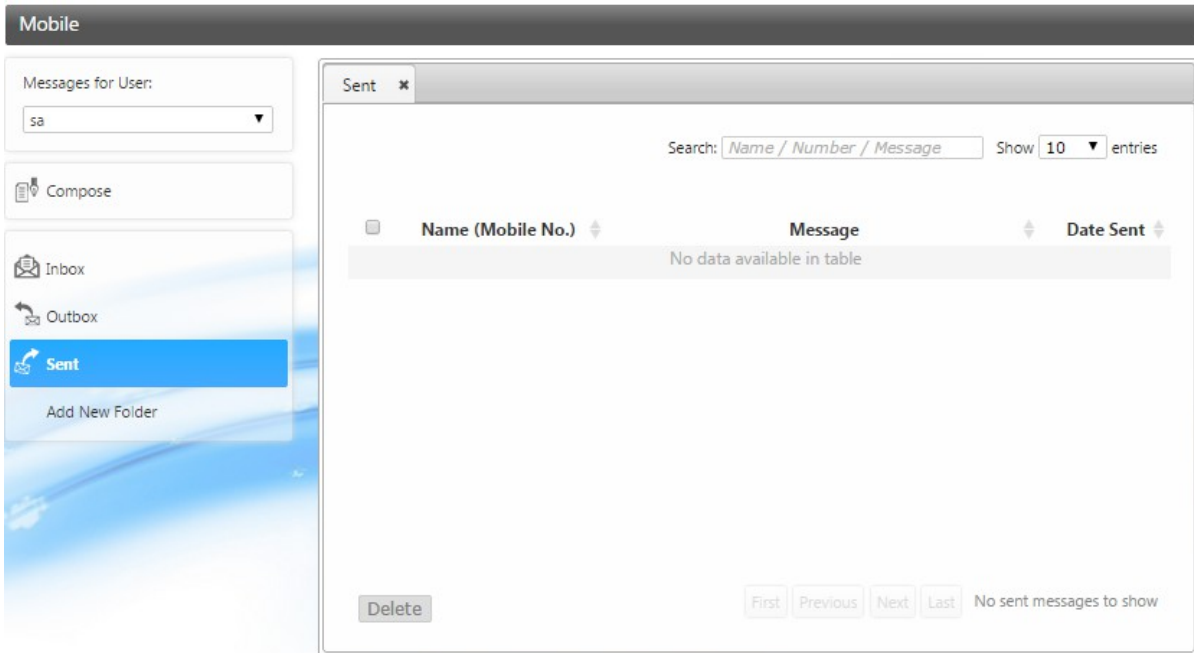 Mobile
Messages for User:
sa
Compose
Inbox
Outbox
Sent
Add New Folder
Sent
Search: Name / Number / Message Show 10 entries
Name (Mobile No.) Message Date Sent
No data available in table
Delete First Previous Next Last No sent messages to show